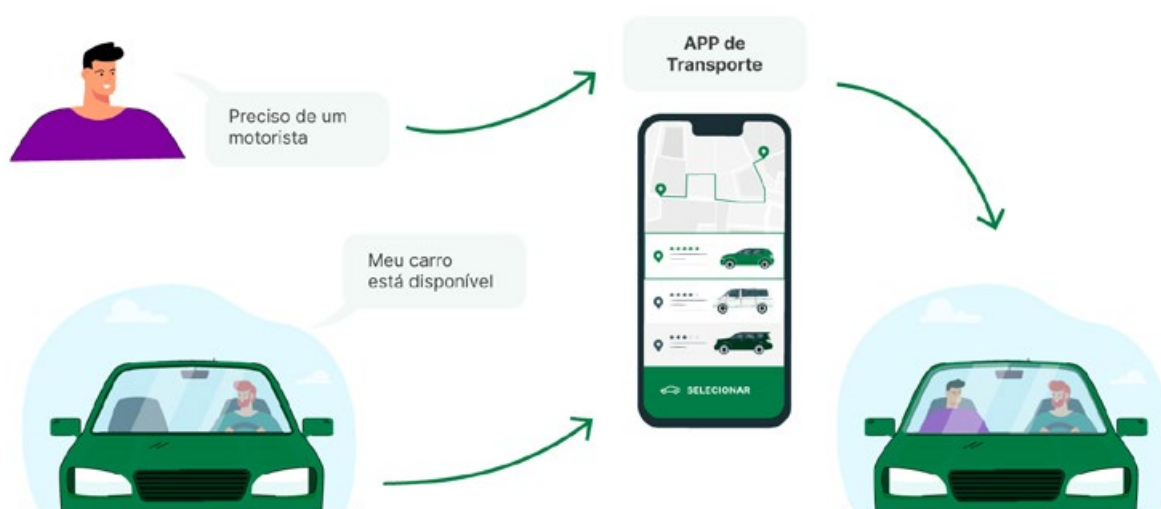 APP de
Transporte
Preciso de um
motorista
Meu carro
está disponível
SELECIONAR